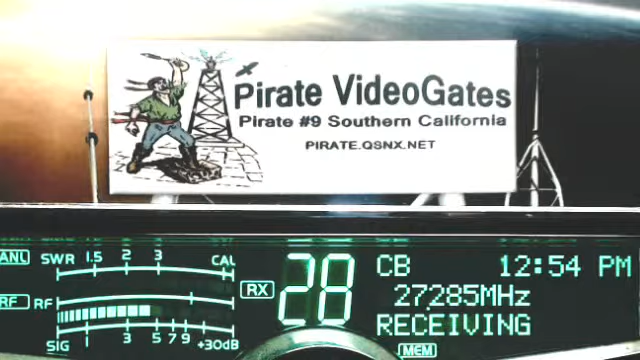 Pirate VideoGates
Pirate #9 Southern California
PIRATE.QSNX.NET
ANL SWR 1.5 2 3 CAL
RX 28 CB 12:54 PM
RF RF 27285MHz
SIG 1 3 5 7 9 +30dB RECEIVING
MEM